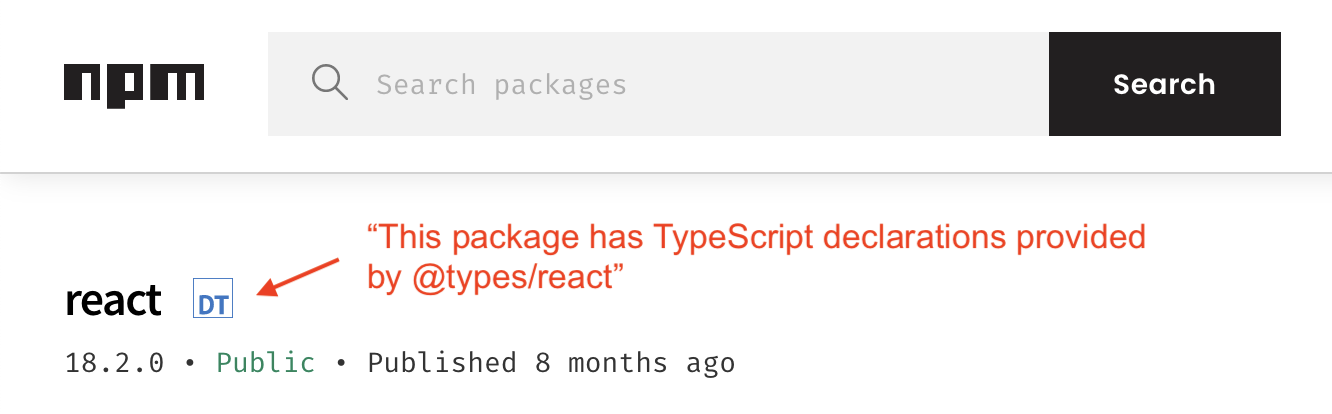 npm
Search packages
Search
“This package has TypeScript declarations provided
by @types/react”
react DT
18.2.0 • Public • Published 8 months ago